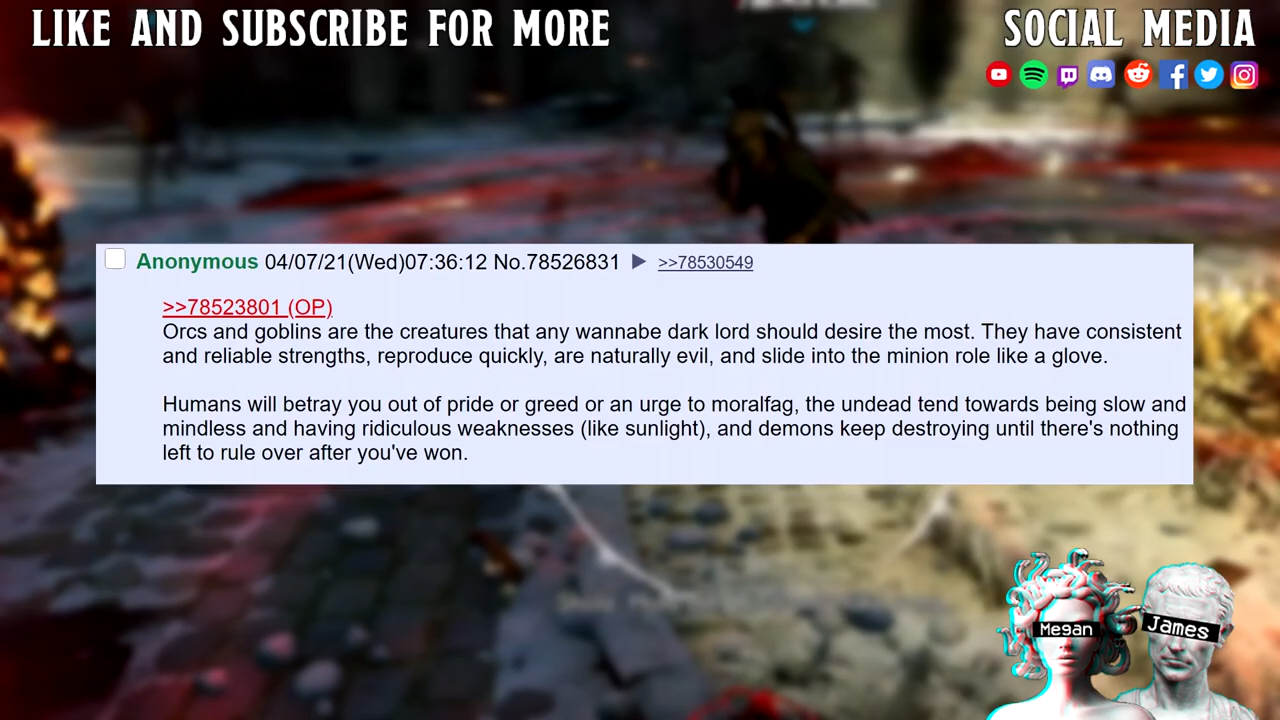 LIKE AND SUBSCRIBE FOR MORE
SOCIAL MEDIA
Anonymous 04/07/21(Wed)07:36:12 No.78526831 ▶ >>78530549
>>78523801 (OP)
Orcs and goblins are the creatures that any wannabe dark lord should desire the most. They have consistent
and reliable strengths, reproduce quickly, are naturally evil, and slide into the minion role like a glove.
Humans will betray you out of pride or greed or an urge to moralfag, the undead tend towards being slow and
mindless and having ridiculous weaknesses (like sunlight), and demons keep destroying until there's nothing
left to rule over after you've won.
Megan
James